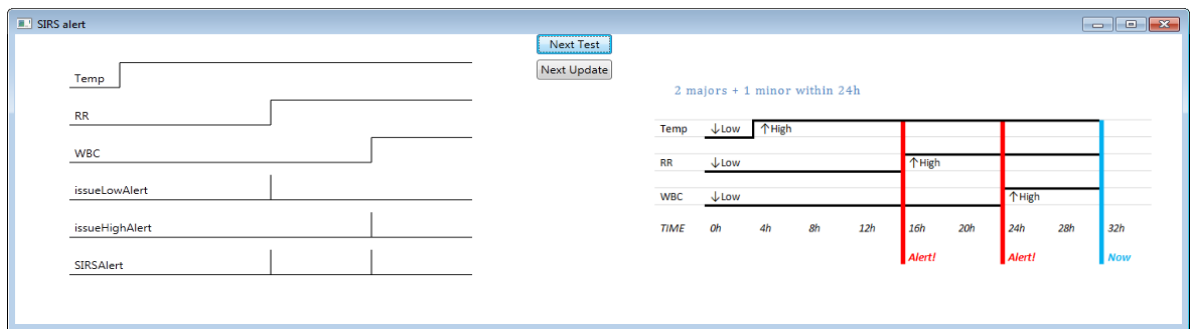 SIRS alert
Next Test
Next Update
Temp
RR
WBC
issueLowAlert
issueHighAlert
SIRSAlert
2 majors + 1 minor within 24h
Temp ↓Low ↑High
RR ↓Low ↑High
WBC ↓Low ↑High
TIME 0h 4h 8h 12h 16h 20h 24h 28h 32h
Alert! Alert! Now